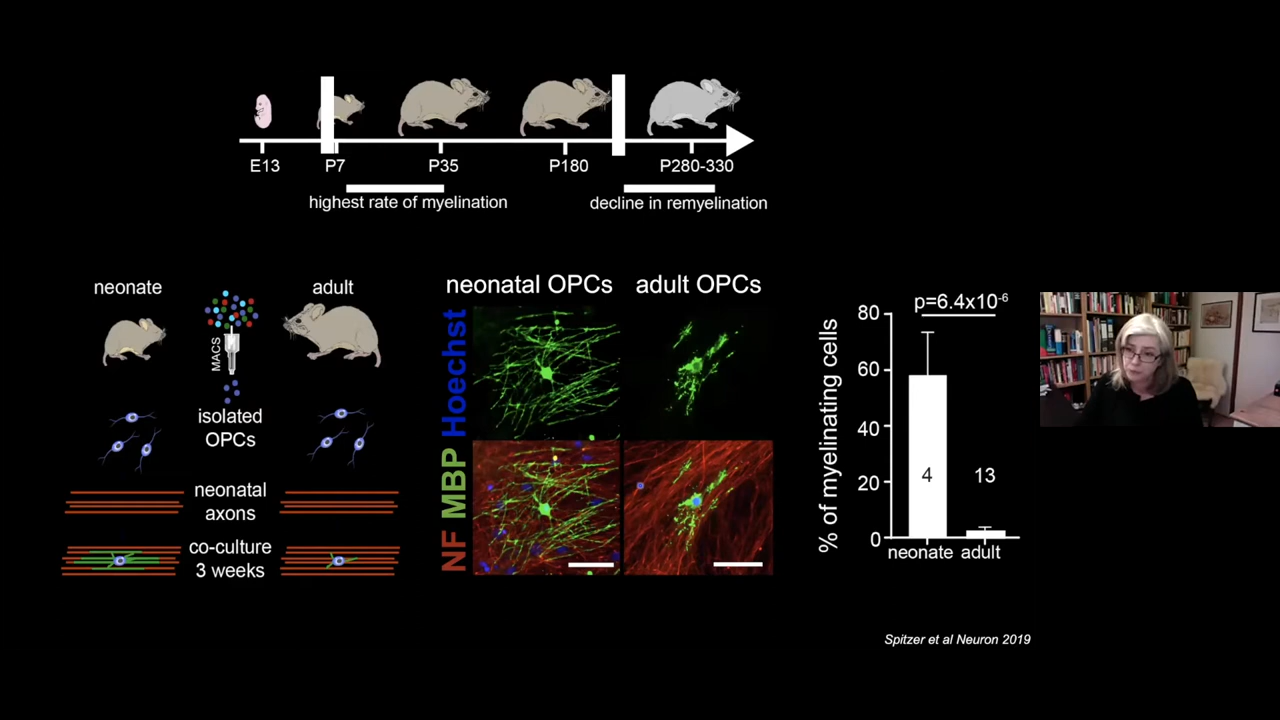 E13
P7
P35
P180
P280-330
highest rate of myelination
decline in remyelination
neonate
adult
MACS
isolated
OPCs
neonatal
axons
co-culture
3 weeks
neonatal OPCs
adult OPCs
NF MBP Hoechst
% of myelinating cells
80
60
40
20
0
p=6.4x10⁻⁶
4
13
neonate
adult
Spitzer et al Neuron 2019